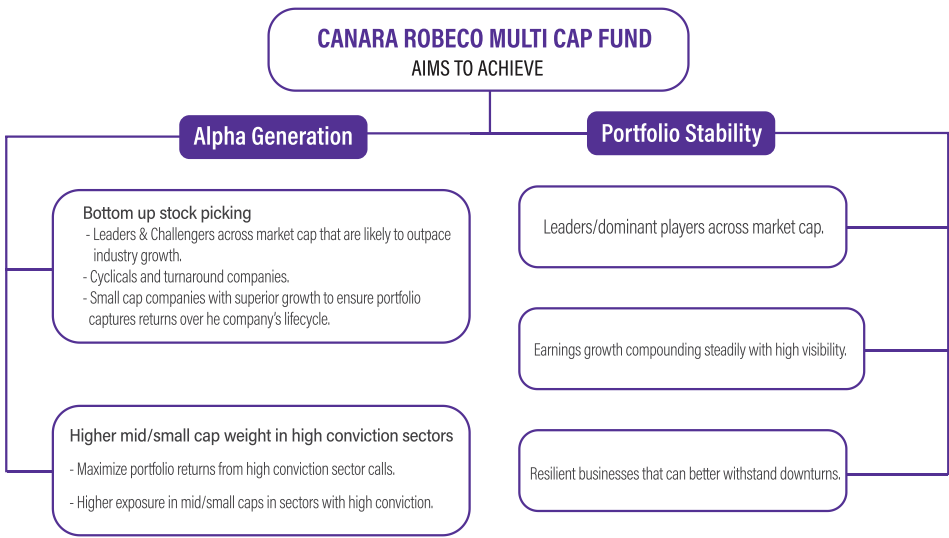 CANARA ROBECO MULTI CAP FUND
AIMS TO ACHIEVE
Alpha Generation
Bottom up stock picking
- Leaders & Challengers across market cap that are likely to outpace
industry growth.
- Cyclicals and turnaround companies.
- Small cap companies with superior growth to ensure portfolio
captures returns over he company's lifecycle.
Higher mid/small cap weight in high conviction sectors
- Maximize portfolio returns from high conviction sector calls.
- Higher exposure in mid/small caps in sectors with high conviction.
Portfolio Stability
Leaders/dominant players across market cap.
Earnings growth compounding steadily with high visibility.
Resilient businesses that can better withstand downturns.